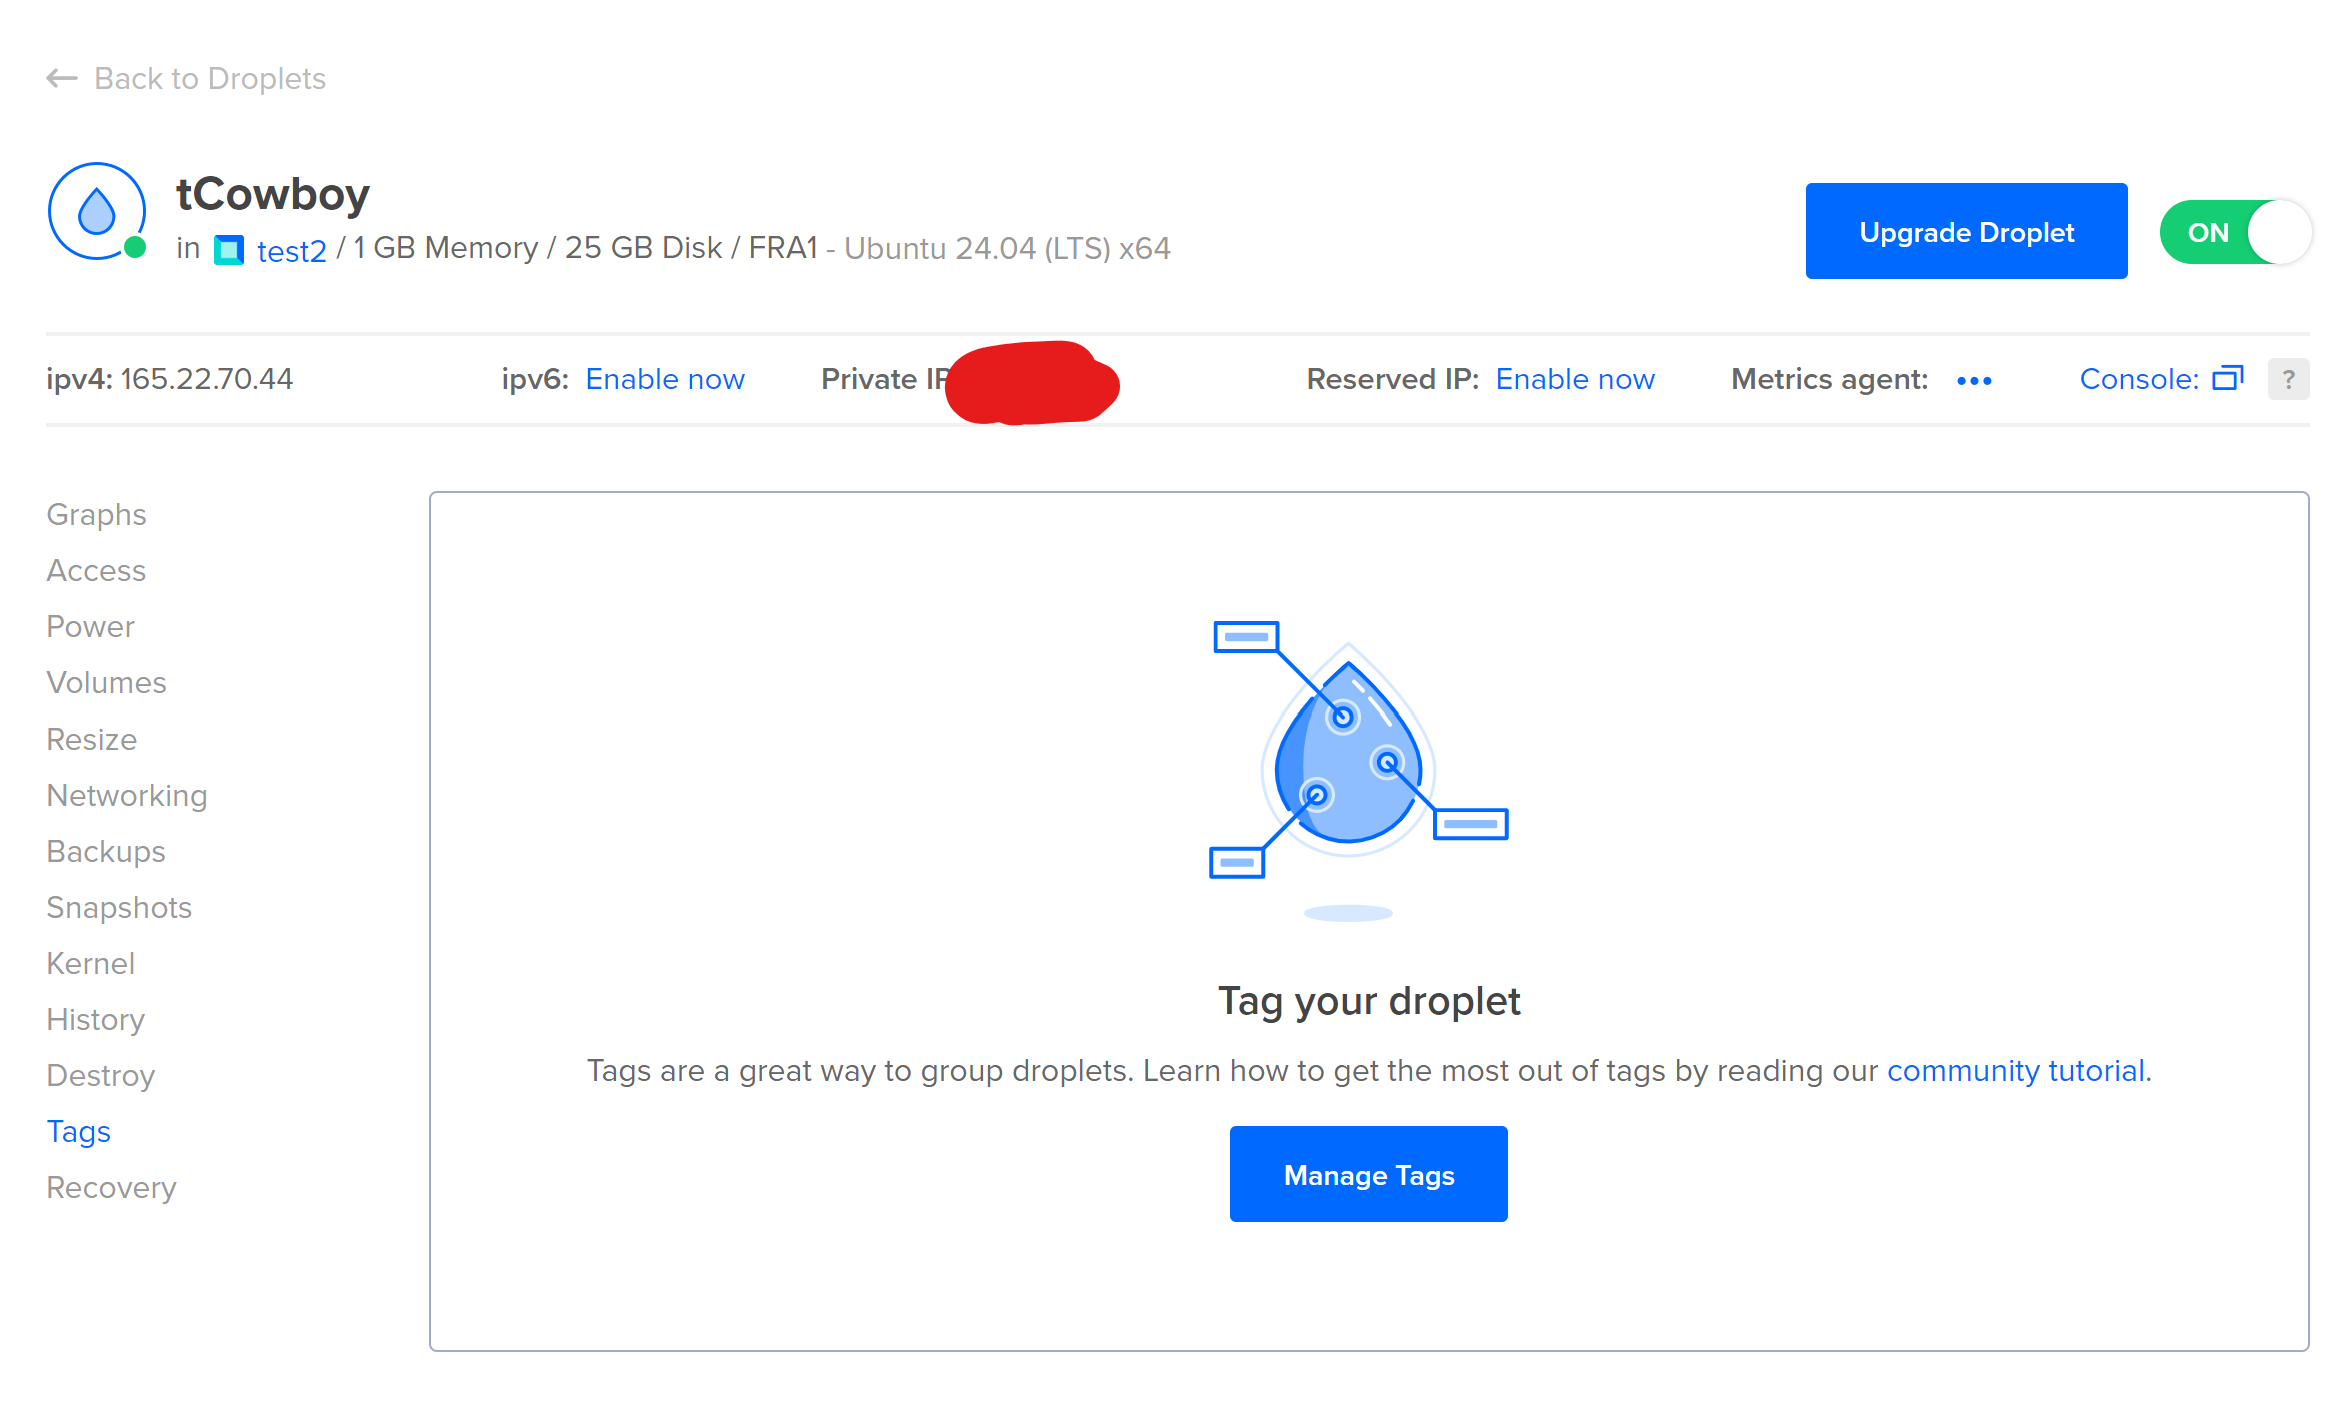 ← Back to Droplets
tCowboy
in test2 / 1 GB Memory / 25 GB Disk / FRA1 - Ubuntu 24.04 (LTS) x64
Upgrade Droplet
ON
ipv4: 165.22.70.44 ipv6: Enable now Private IP Reserved IP: Enable now Metrics agent: ••• Console: ?
Graphs
Access
Power
Volumes
Resize
Networking
Backups
Snapshots
Kernel
History
Destroy
Tags
Recovery
Tag your droplet
Tags are a great way to group droplets. Learn how to get the most out of tags by reading our community tutorial.
Manage Tags